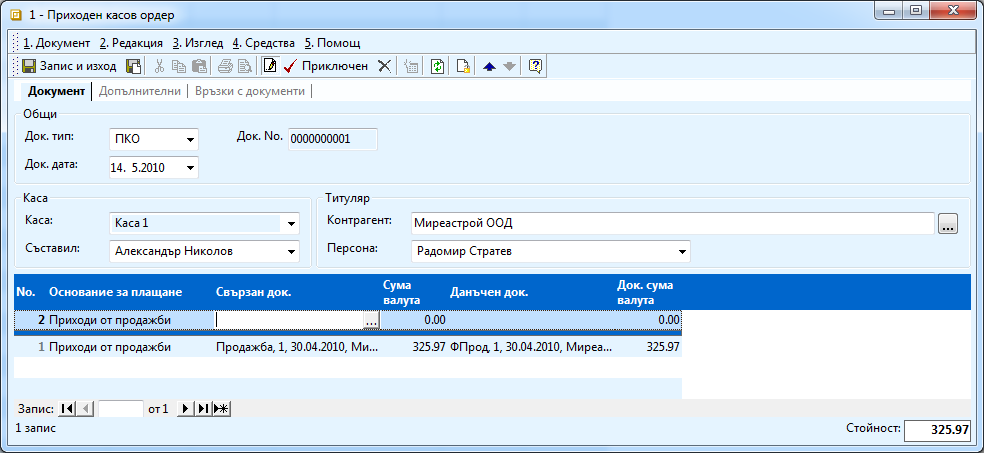 1 - Приходен касов ордер
1. Документ 2. Редакция 3. Изглед 4. Средства 5. Помощ
Запис и изход Приключен
Документ Допълнителни Връзки с документи
Общи
Док. тип: ПКО Док. No. 0000000001
Док. дата: 14. 5.2010
Каса Титуляр
Каса: Каса 1 Контрагент: Миреастрой ООД ...
Съставил: Александър Николов Персона: Радомир Стратев
No. Основание за плащане Свързан док. Сума валута Данъчен док. Док. сума валута
2 Приходи от продажби ... 0.00 0.00
1 Приходи от продажби Продажба, 1, 30.04.2010, Ми... 325.97 ФПрод, 1, 30.04.2010, Миреа... 325.97
Запис: от 1
1 запис Стойност: 325.97